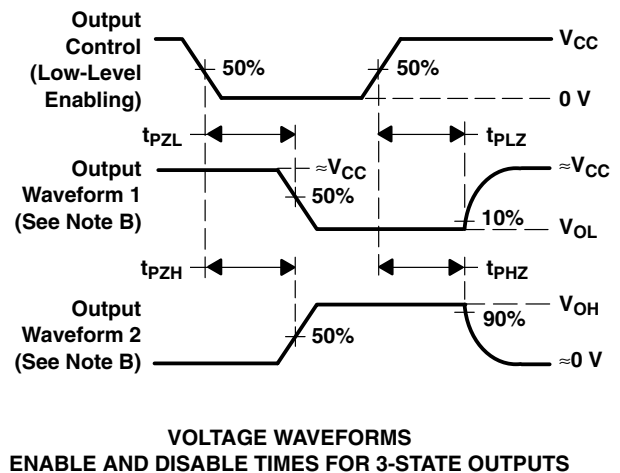 Output
Control
(Low-Level
Enabling)
50%
50%
VCC
0 V
tPZL
tPLZ
Output
Waveform 1
(See Note B)
≈VCC
50%
≈VCC
10%
VOL
tPZH
tPHZ
Output
Waveform 2
(See Note B)
50%
VOH
90%
≈0 V
VOLTAGE WAVEFORMS
ENABLE AND DISABLE TIMES FOR 3-STATE OUTPUTS